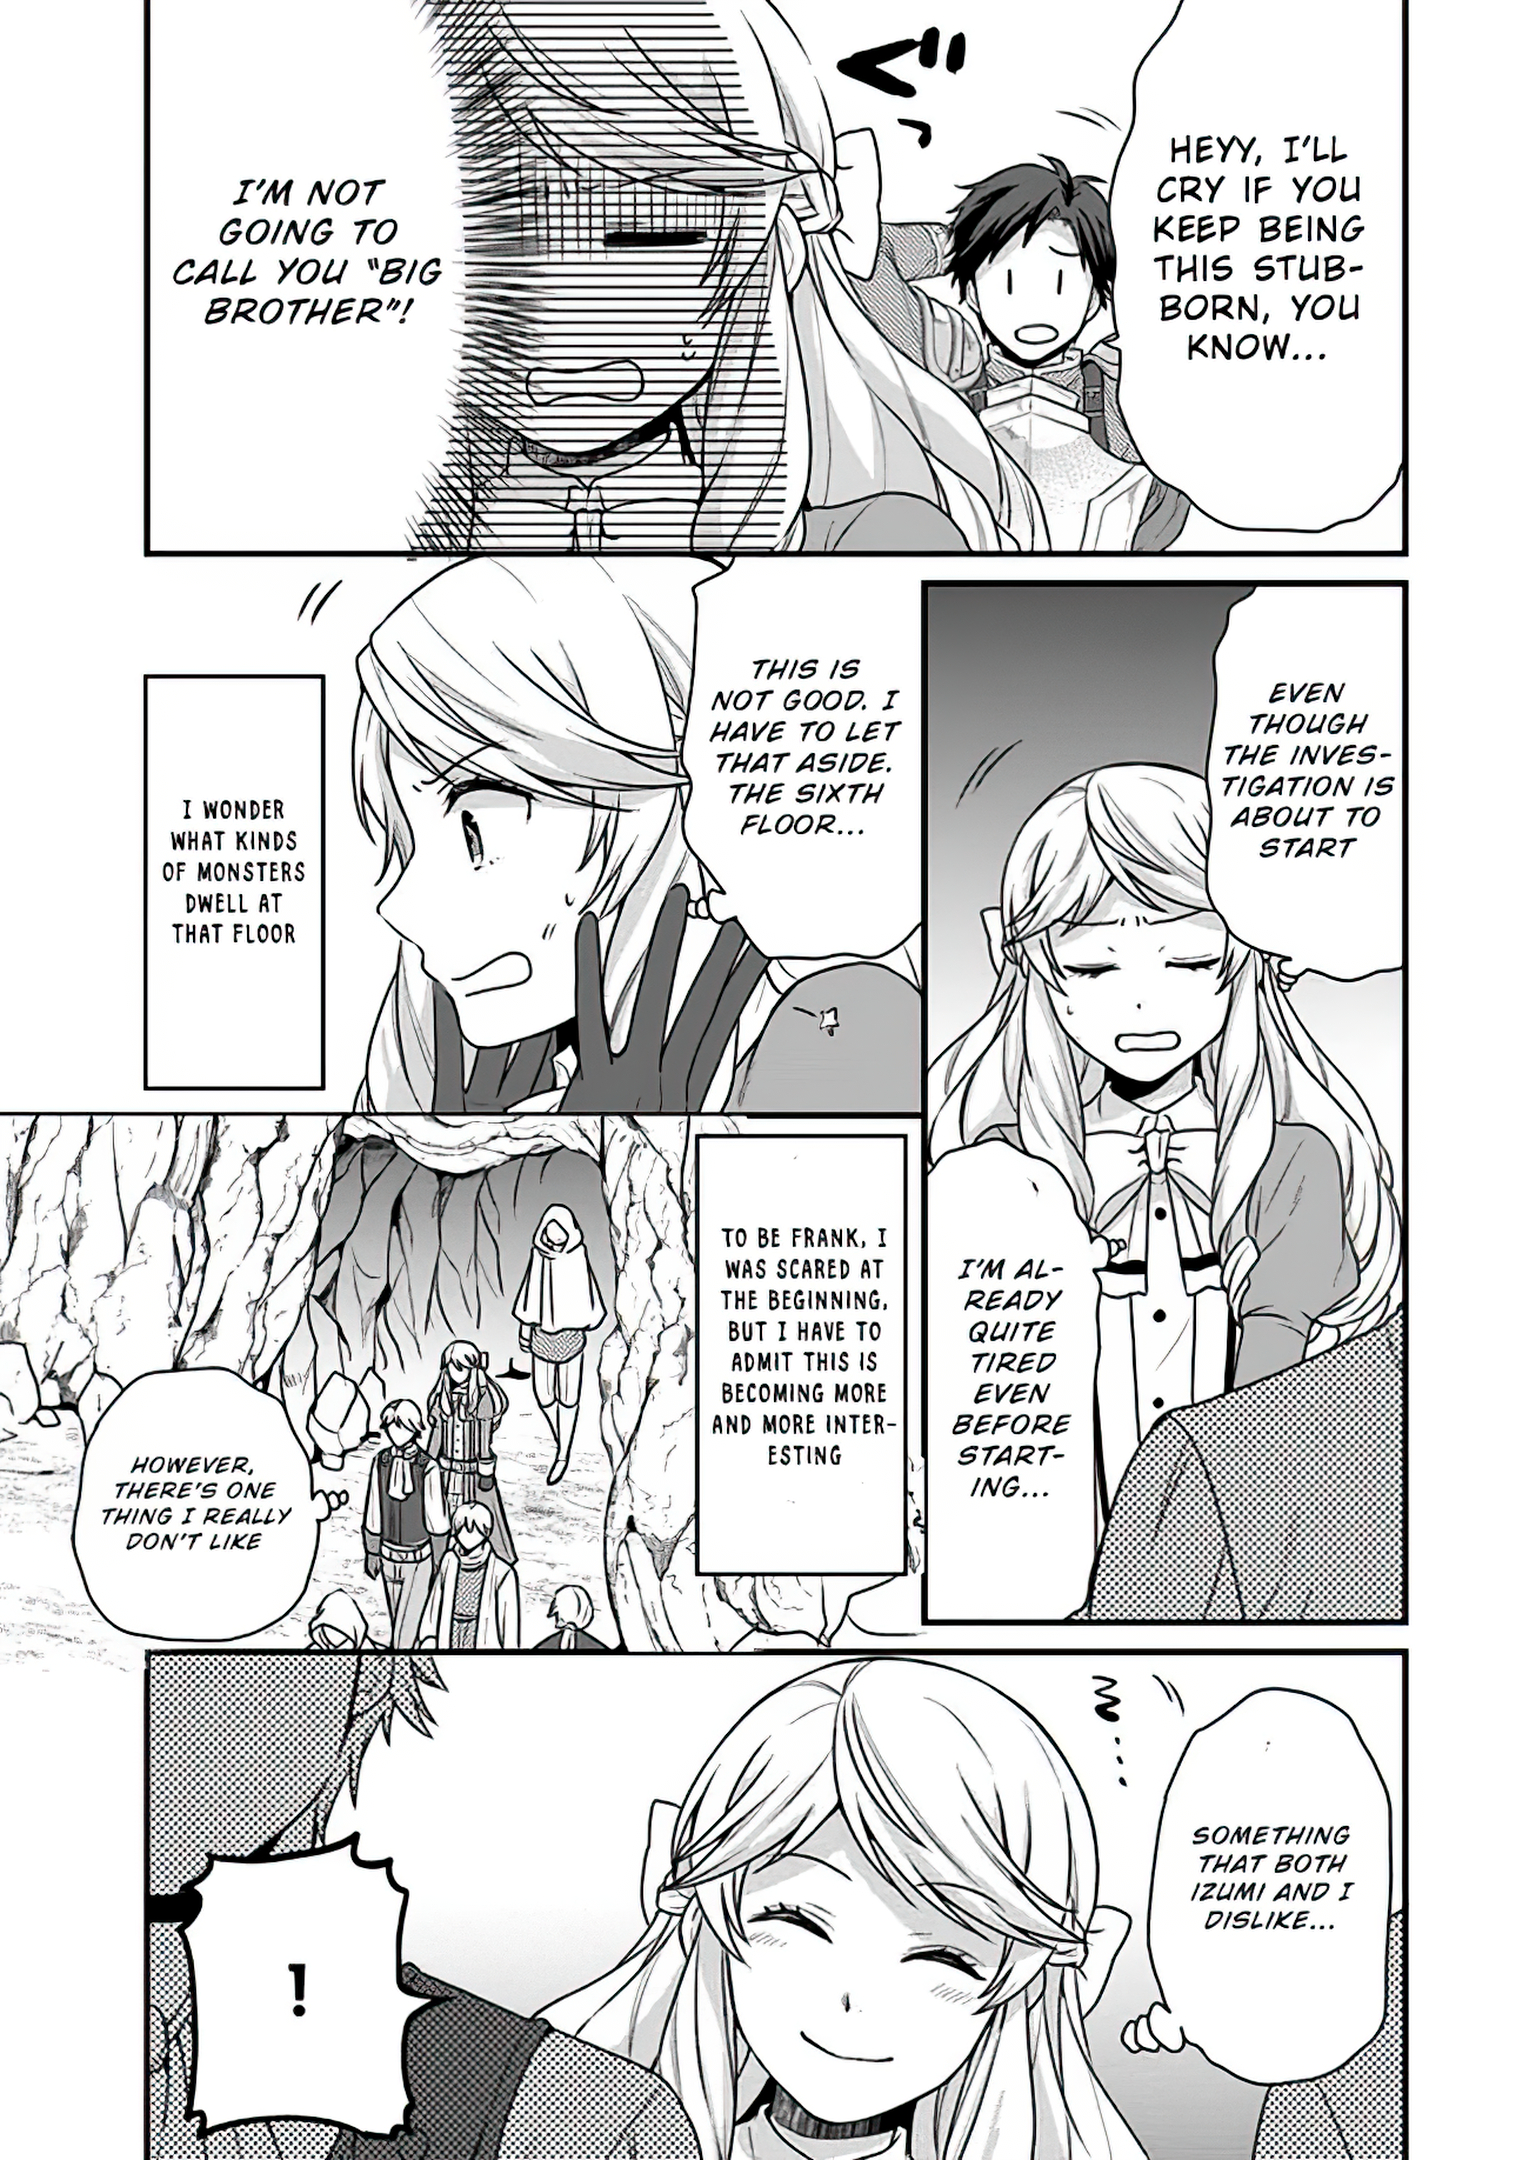 HEYY, I'LL
CRY IF YOU
KEEP BEING
THIS STUB-
BORN, YOU
KNOW...
I'M NOT
GOING TO
CALL YOU "BIG
BROTHER"!
EVEN
THOUGH
THE INVES-
TIGATION IS
ABOUT TO
START
I'M AL-
READY
QUITE
TIRED
EVEN
BEFORE
START-
ING...
THIS IS
NOT GOOD. I
HAVE TO LET
THAT ASIDE.
THE SIXTH
FLOOR...
I WONDER
WHAT KINDS
OF MONSTERS
DWELL AT
THAT FLOOR
TO BE FRANK, I
WAS SCARED AT
THE BEGINNING,
BUT I HAVE TO
ADMIT THIS IS
BECOMING MORE
AND MORE INTER-
ESTING
HOWEVER,
THERE'S ONE
THING I REALLY
DON'T LIKE
SOMETHING
THAT BOTH
IZUMI AND I
DISLIKE...
!